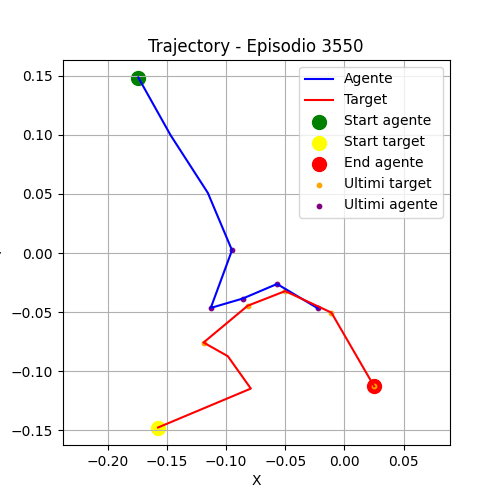 Trajectory - Episodio 3550
Agente
Target
Start agente
Start target
End agente
Ultimi target
Ultimi agente
0.15
0.10
0.05
0.00
−0.05
−0.10
−0.15
−0.20
−0.15
−0.10
−0.05
0.00
0.05
X